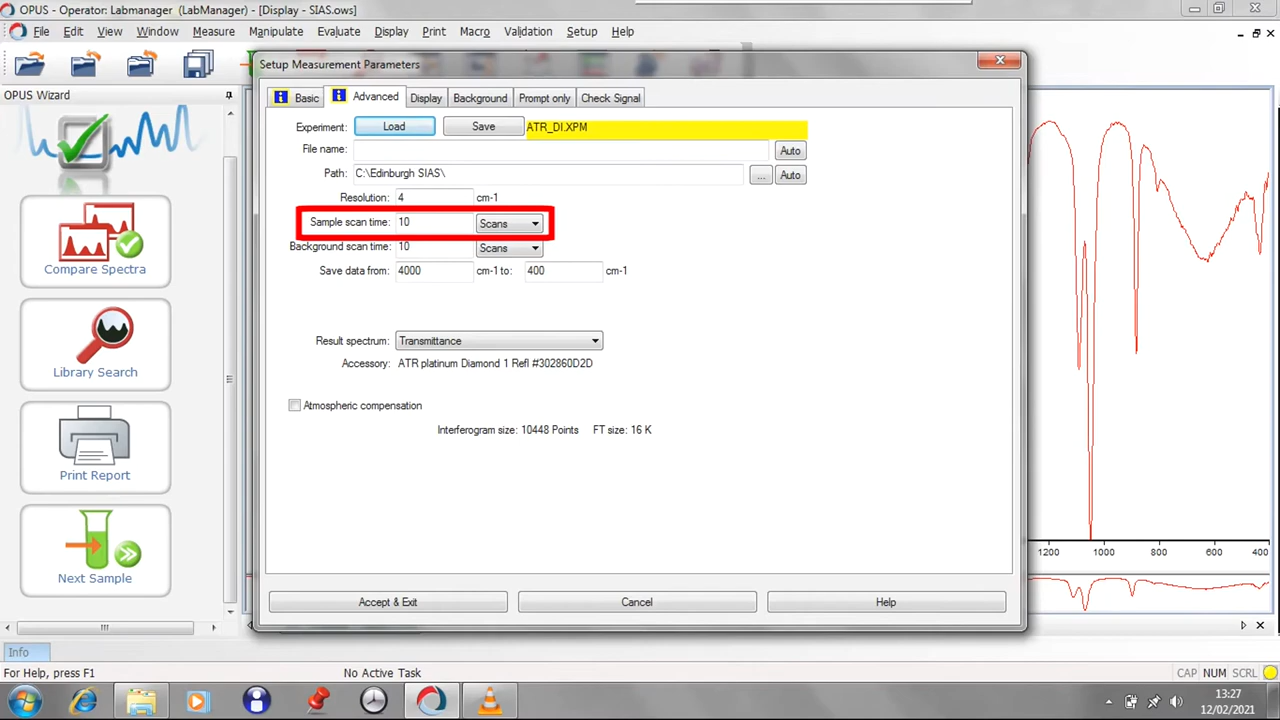 OPUS - Operator: Labmanager (LabManager) - [Display - SIAS.ows]
File Edit View Window Measure Manipulate Evaluate Display Print Macro Validation Setup Help
OPUS Wizard
Compare Spectra
Library Search
Print Report
Next Sample
Setup Measurement Parameters
Basic Advanced Display Background Prompt only Check Signal
Experiment: Load Save ATR_DI.XPM
File name: Auto
Path: C:\Edinburgh SIAS\ ... Auto
Resolution: 4 cm-1
Sample scan time: 10 Scans
Background scan time: 10 Scans
Save data from: 4000 cm-1 to: 400 cm-1
Result spectrum: Transmittance
Accessory: ATR platinum Diamond 1 Refl #302860D2D
Atmospheric compensation
Interferogram size: 10448 Points FT size: 16 K
Accept & Exit Cancel Help
1200 1000 800 600 400
Info
For Help, press F1 No Active Task CAP NUM SCRL
13:27
12/02/2021